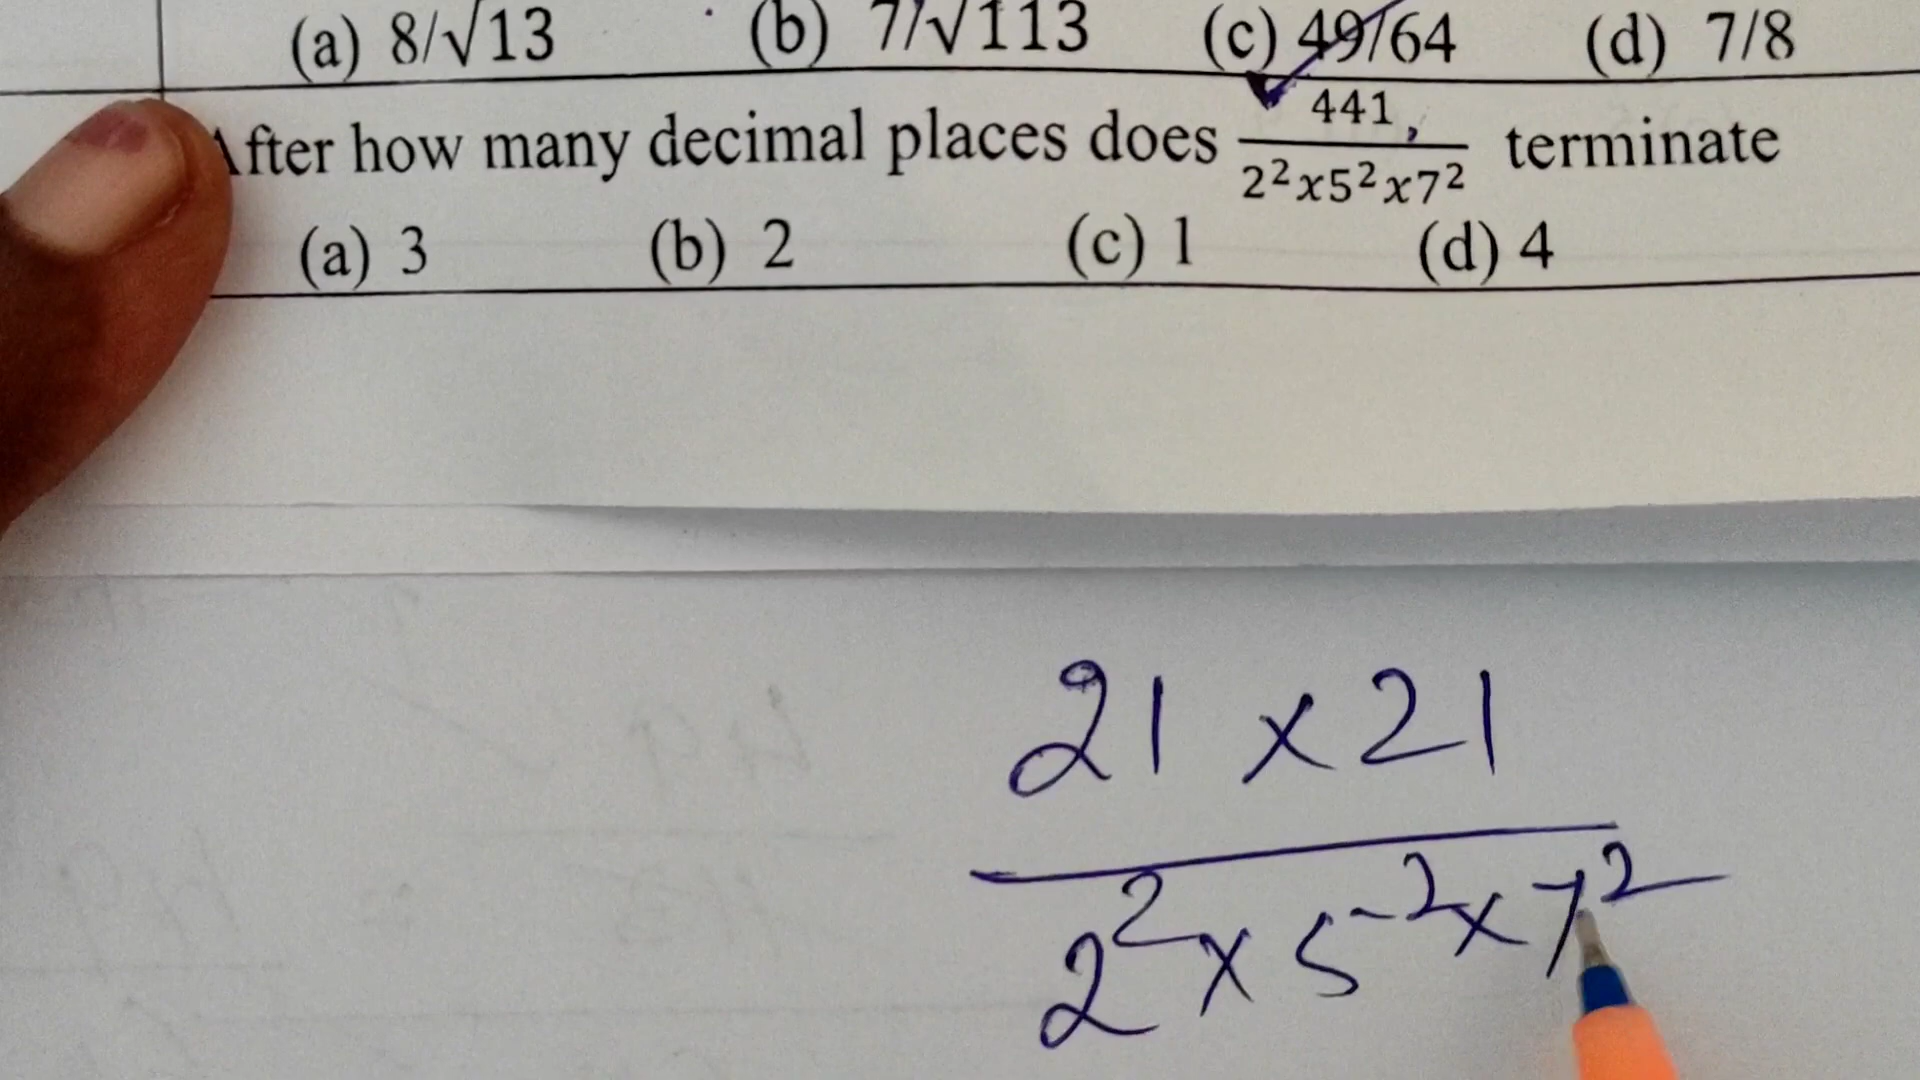 (a) 8/√13 (b) 7/√113 (c) 49/64 (d) 7/8
After how many decimal places does 441, / 2²x5²x7² terminate
(a) 3 (b) 2 (c) 1 (d) 4
21 x 21
2² x 5² x 7²